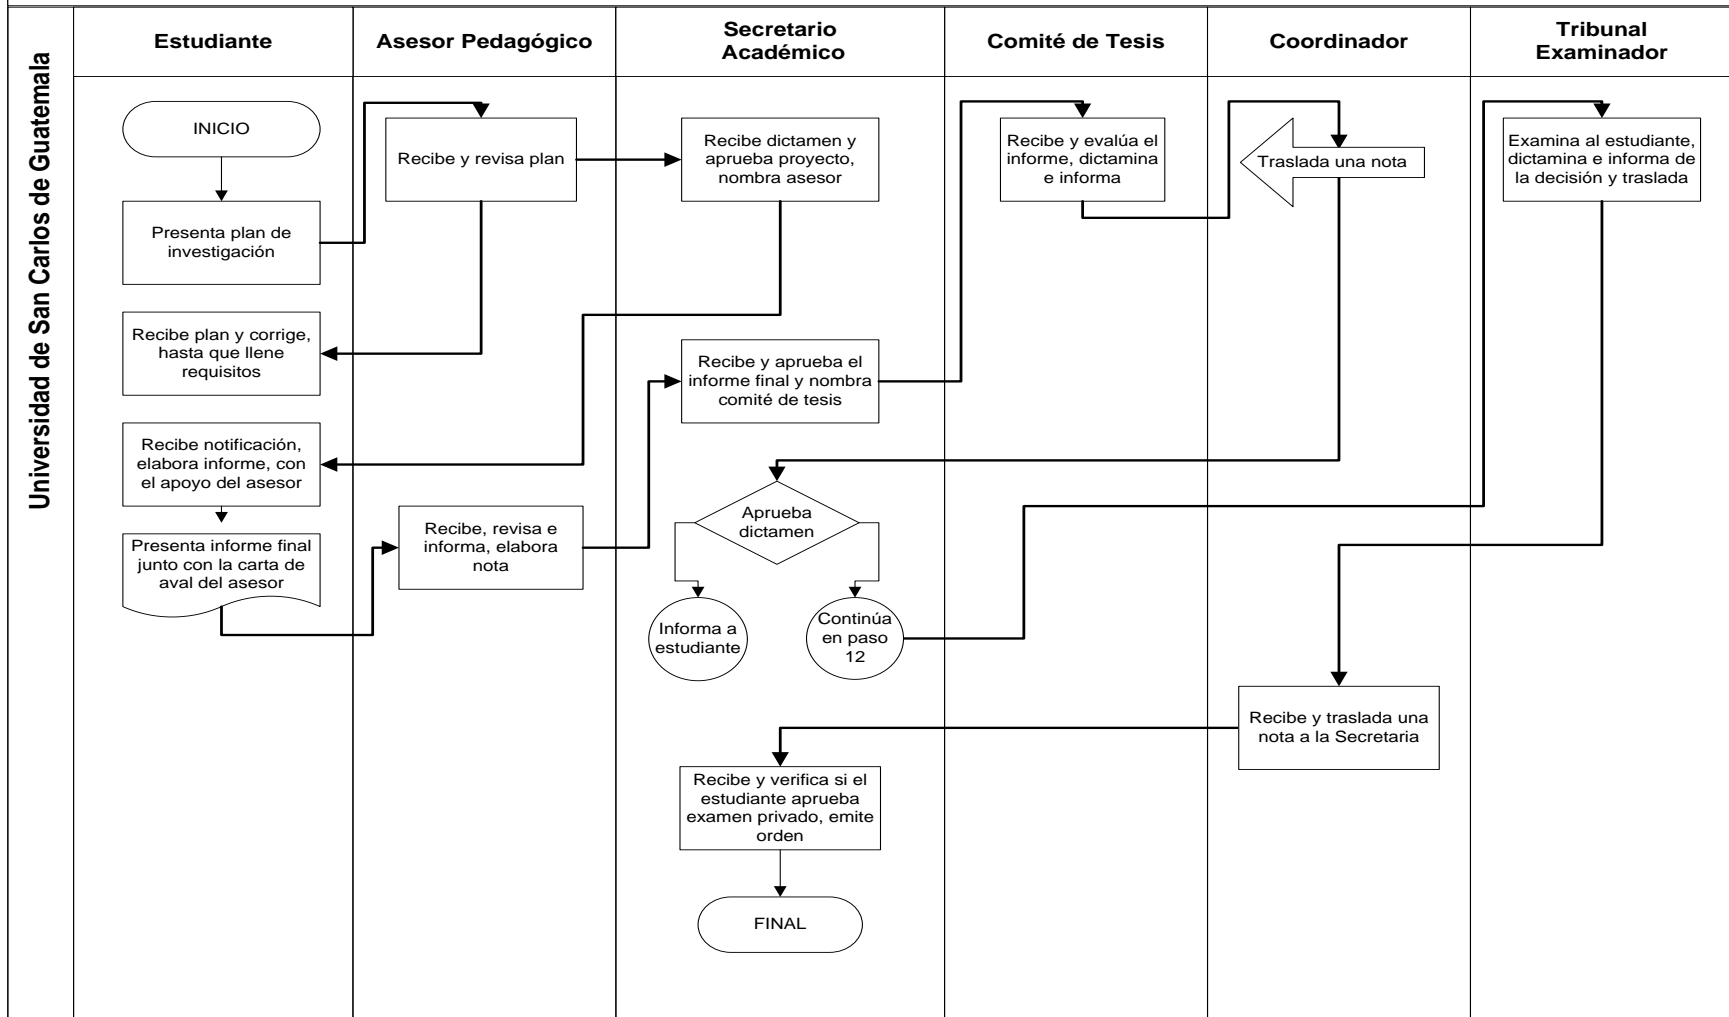 Universidad de San Carlos de Guatemala
Estudiante
Asesor Pedagógico
Secretario
Académico
Comité de Tesis
Coordinador
Tribunal
Examinador
INICIO
Presenta plan de
investigación
Recibe plan y corrige,
hasta que llene
requisitos
Recibe notificación,
elabora informe, con
el apoyo del asesor
Presenta informe final
junto con la carta de
aval del asesor
Recibe y revisa plan
Recibe, revisa e
informa, elabora
nota
Recibe dictamen y
aprueba proyecto,
nombra asesor
Recibe y aprueba el
informe final y nombra
comité de tesis
Aprueba
dictamen
Informa a
estudiante
Continúa
en paso
12
Recibe y verifica si el
estudiante aprueba
examen privado, emite
orden
FINAL
Recibe y evalúa el
informe, dictamina
e informa
Traslada una nota
Recibe y traslada una
nota a la Secretaria
Examina al estudiante,
dictamina e informa de
la decisión y traslada